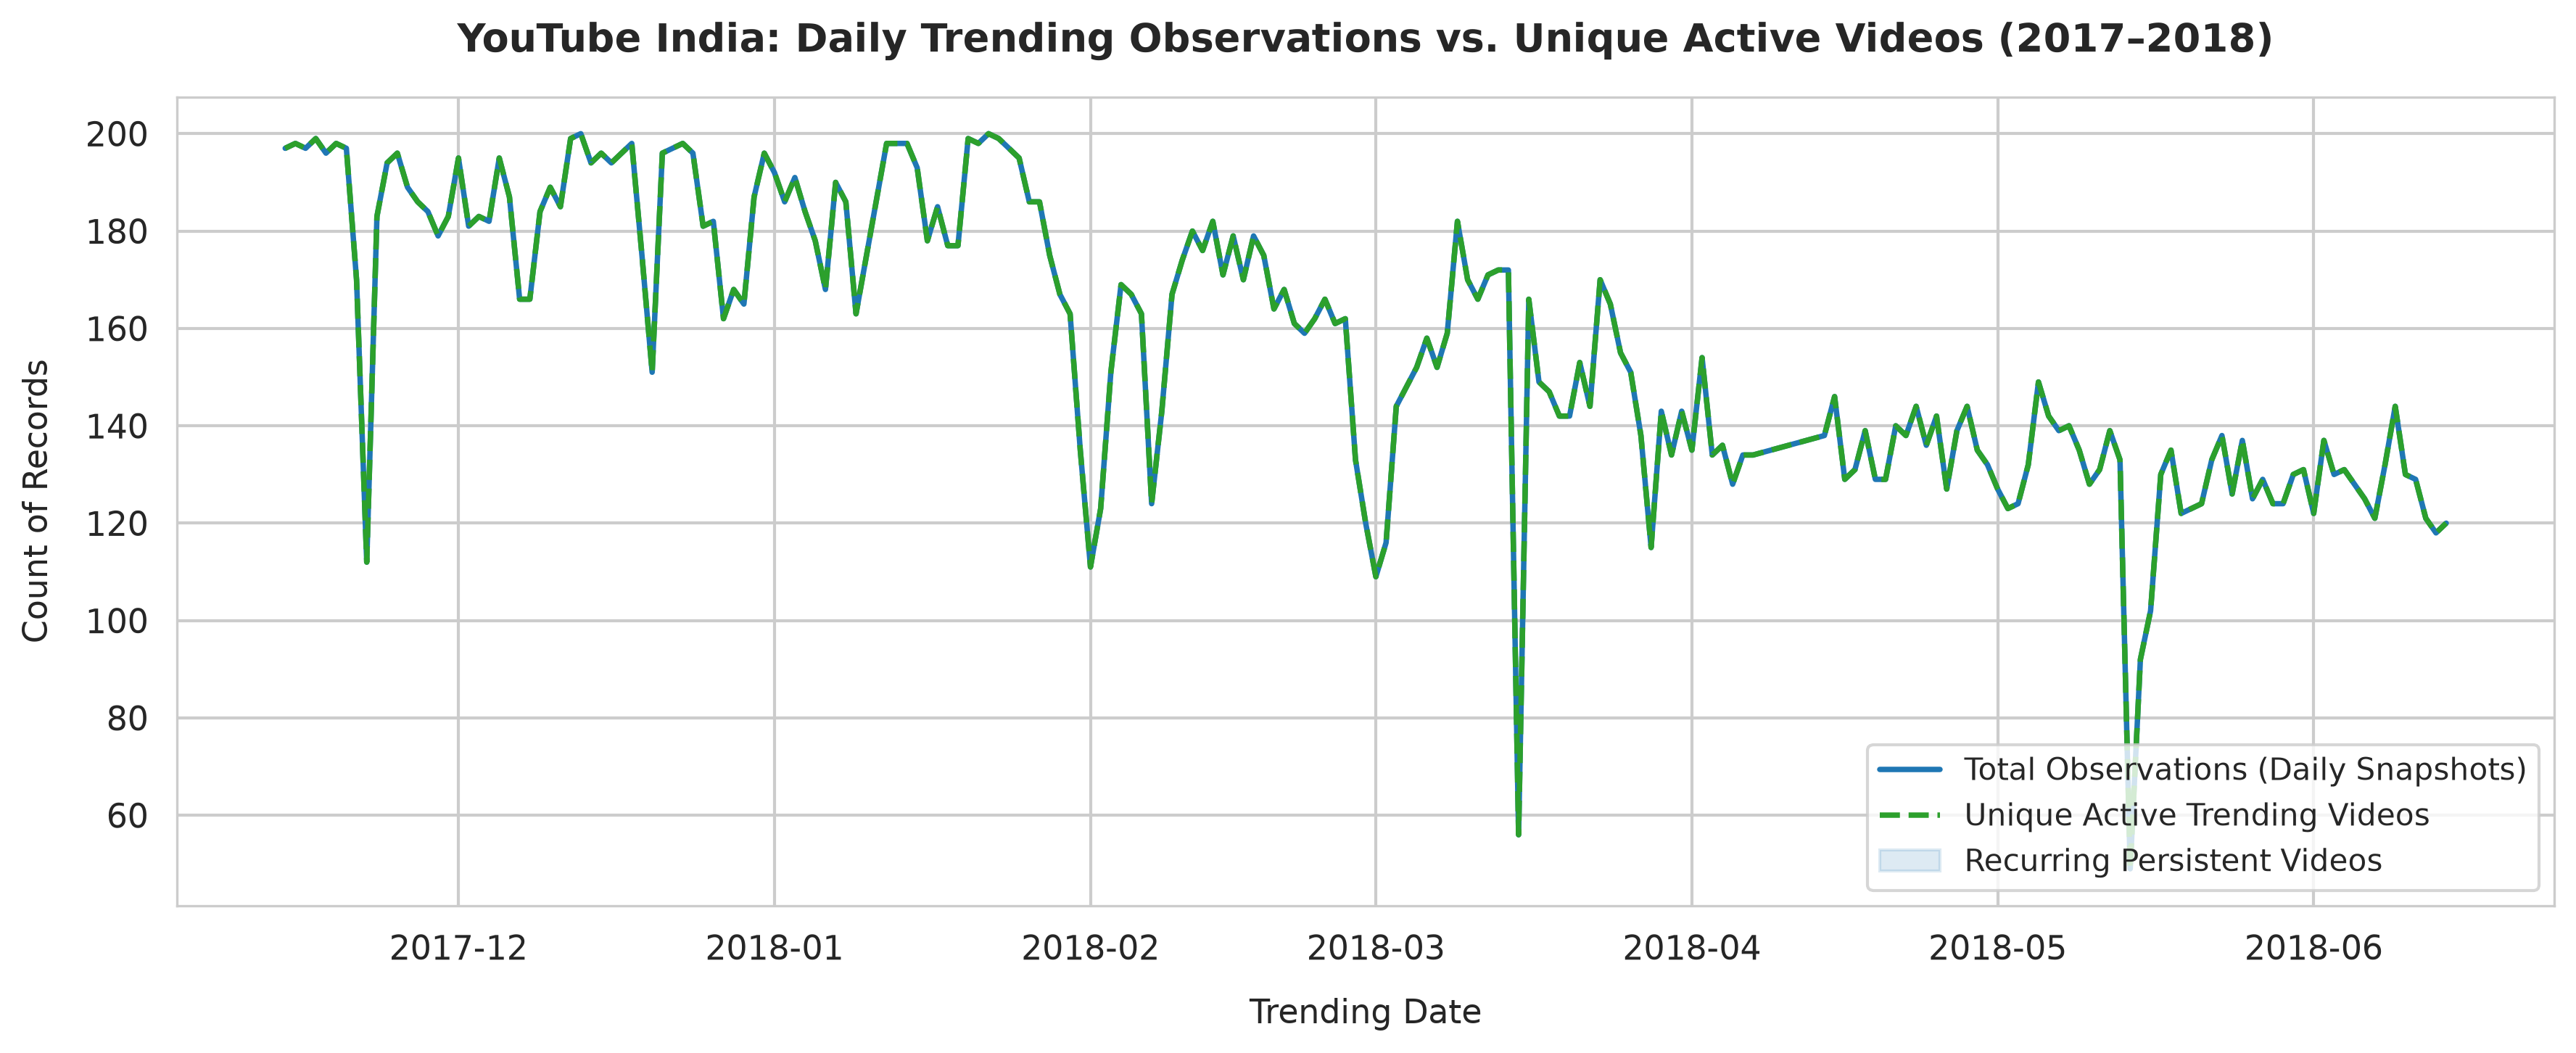 YouTube India: Daily Trending Observations vs. Unique Active Videos (2017–2018)
200
180
160
140
120
100
80
60
Count of Records
Total Observations (Daily Snapshots)
Unique Active Trending Videos
Recurring Persistent Videos
2017-12 2018-01 2018-02 2018-03 2018-04 2018-05 2018-06
Trending Date